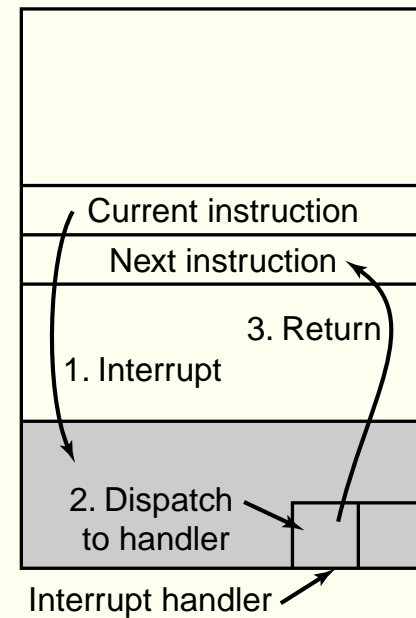 Current instruction
Next instruction
3. Return
1. Interrupt
2. Dispatch
to handler
Interrupt handler